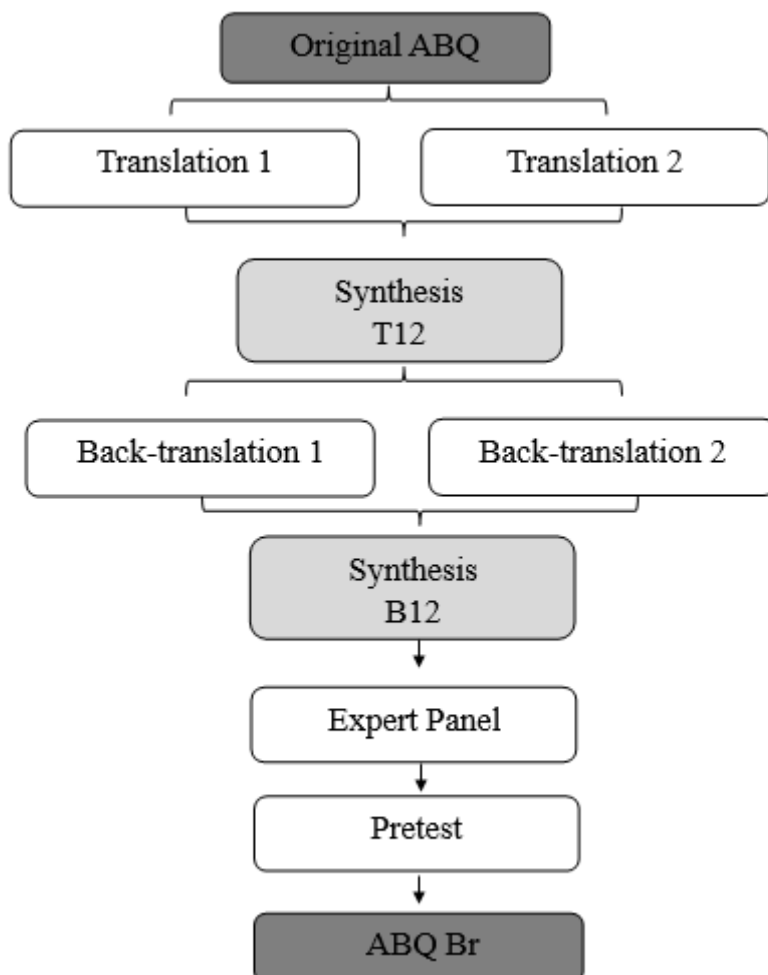 Original ABQ
Translation 1
Translation 2
Synthesis
T12
Back-translation 1
Back-translation 2
Synthesis
B12
Expert Panel
Pretest
ABQ Br